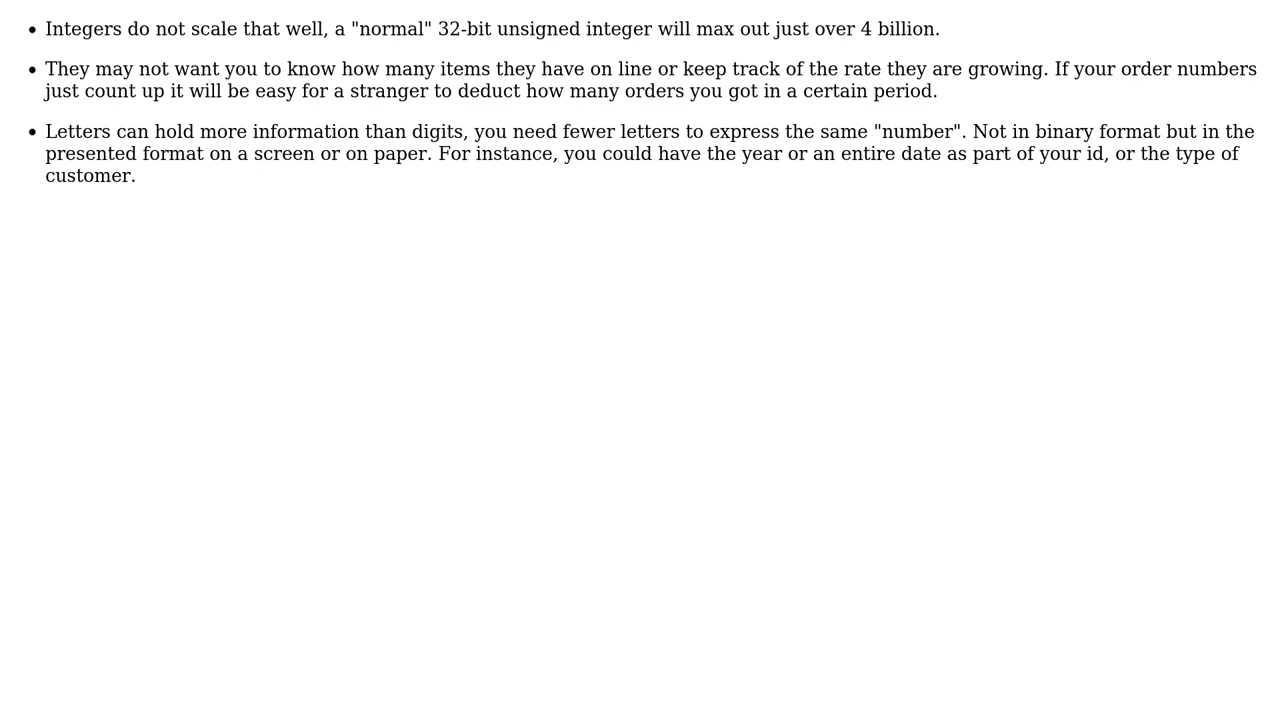 • Integers do not scale that well, a "normal" 32-bit unsigned integer will max out just over 4 billion.
• They may not want you to know how many items they have on line or keep track of the rate they are growing. If your order numbers
just count up it will be easy for a stranger to deduct how many orders you got in a certain period.
• Letters can hold more information than digits, you need fewer letters to express the same "number". Not in binary format but in the
presented format on a screen or on paper. For instance, you could have the year or an entire date as part of your id, or the type of
customer.